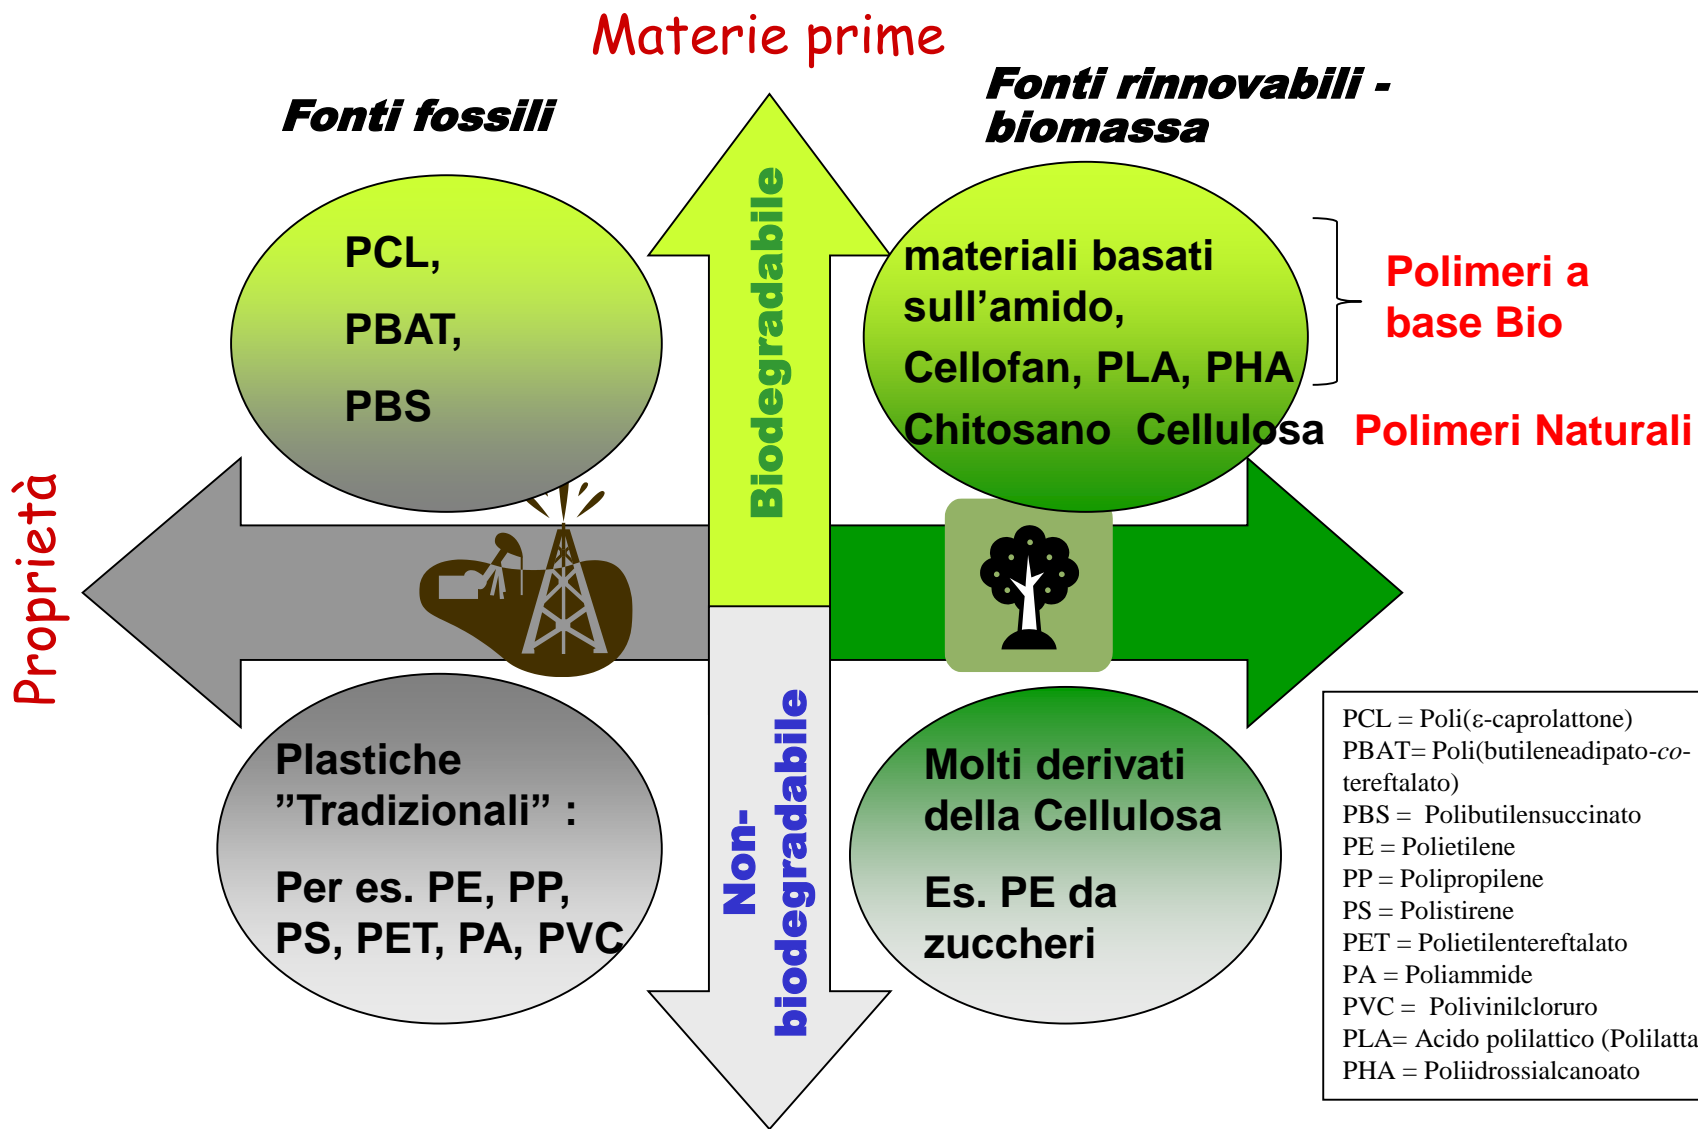 Materie prime
Fonti fossili
Fonti rinnovabili -
biomassa
Proprietà
Biodegradabile
Non-
biodegradabile
PCL,
PBAT,
PBS
materiali basati
sull’amido,
Cellofan, PLA, PHA
Chitosano Cellulosa
Polimeri a
base Bio
Polimeri Naturali
Plastiche
”Tradizionali” :
Per es. PE, PP,
PS, PET, PA, PVC
Molti derivati
della Cellulosa
Es. PE da
zuccheri
PCL = Poli(ε-caprolattone)
PBAT= Poli(butileneadipato-co-
tereftalato)
PBS = Polibutilensuccinato
PE = Polietilene
PP = Polipropilene
PS = Polistirene
PET = Polietilentereftalato
PA = Poliammide
PVC = Polivinilcloruro
PLA= Acido polilattico (Polilatta
PHA = Poliidrossialcanoato